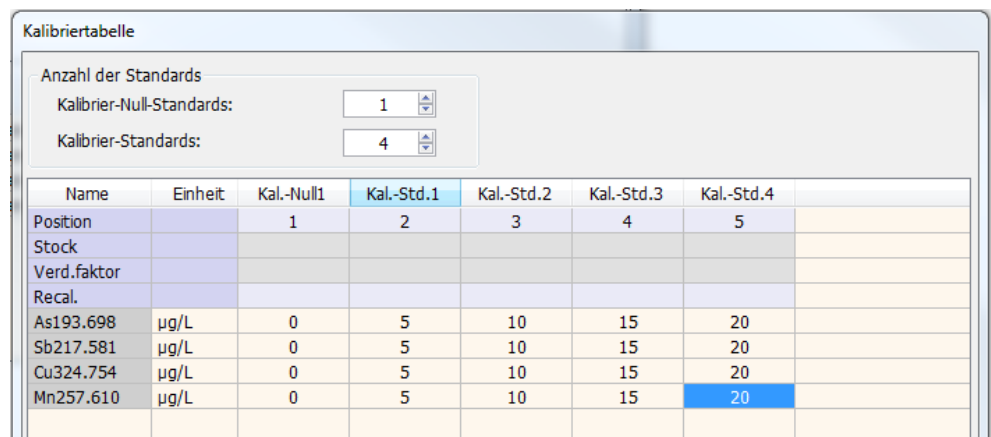 Kalibriertabelle
Anzahl der Standards
Kalibrier-Null-Standards: 1
Kalibrier-Standards: 4
Name Einheit Kal.-Null1 Kal.-Std.1 Kal.-Std.2 Kal.-Std.3 Kal.-Std.4
Position 1 2 3 4 5
Stock
Verd.faktor
Recal.
As193.698 µg/L 0 5 10 15 20
Sb217.581 µg/L 0 5 10 15 20
Cu324.754 µg/L 0 5 10 15 20
Mn257.610 µg/L 0 5 10 15 20